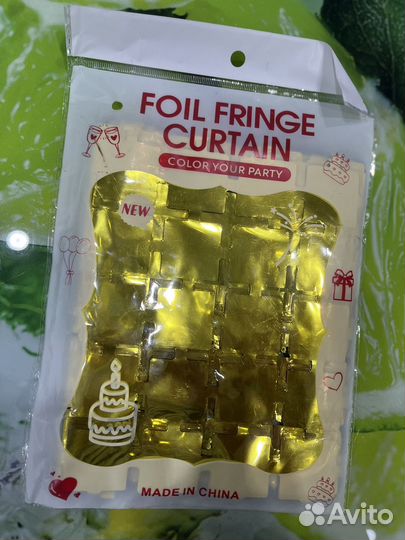 FOIL FRINGE
CURTAIN
COLOR YOUR PARTY
NEW
MADE IN CHINA
Avito